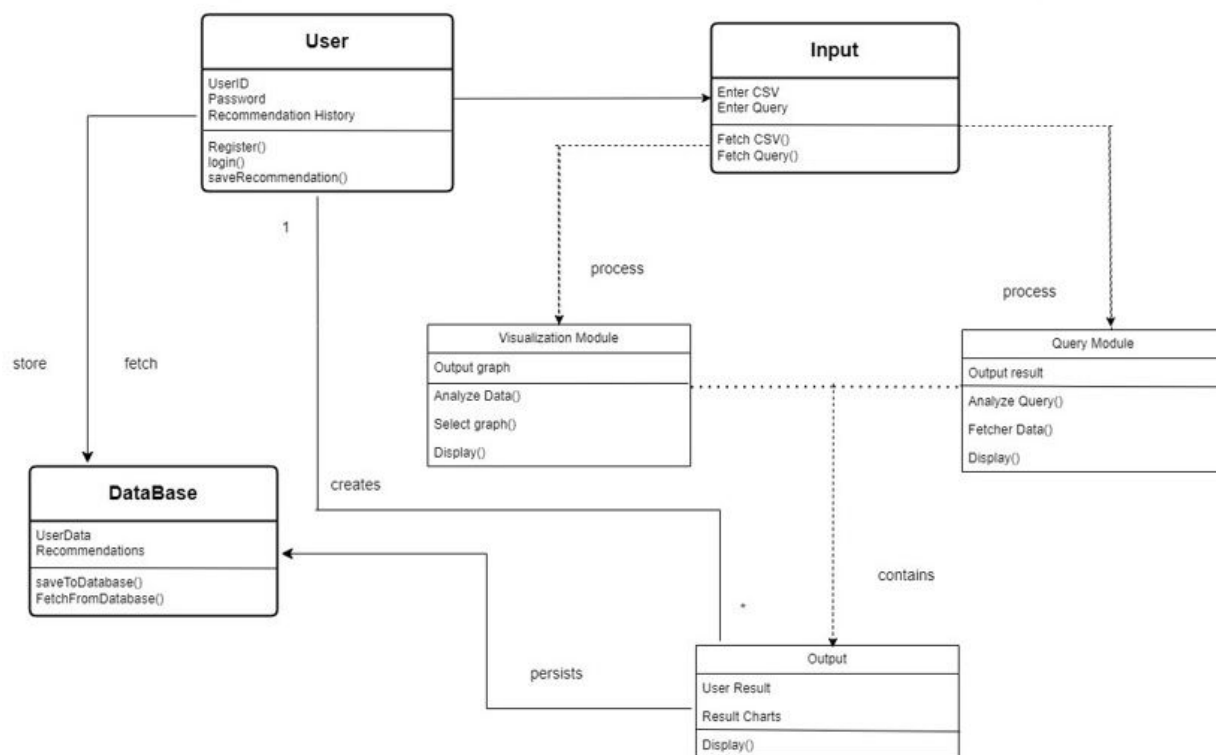 User
UserID
Password
Recommendation History
Register()
login()
saveRecommendation()
Input
Enter CSV
Enter Query
Fetch CSV()
Fetch Query()
1
process
process
store
fetch
Visualization Module
Output graph
Analyze Data()
Select graph()
Display()
Query Module
Output result
Analyze Query()
Fetcher Data()
Display()
DataBase
UserData
Recommendations
saveToDatabase()
FetchFromDatabase()
creates
contains
*
persists
Output
User Result
Result Charts
Display()